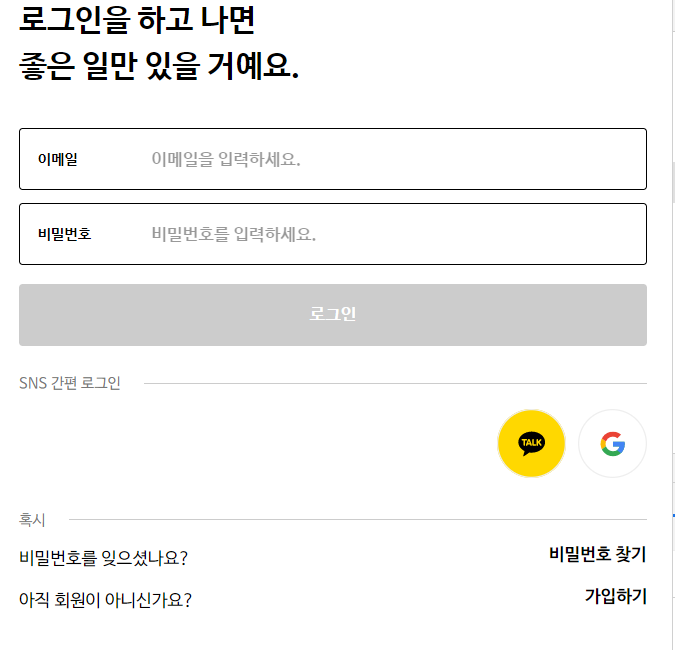 로그인을 하고 나면
좋은 일만 있을 거예요.
이메일 이메일을 입력하세요.
비밀번호 비밀번호를 입력하세요.
로그인
SNS 간편 로그인
TALK
G
혹시
비밀번호를 잊으셨나요? 비밀번호 찾기
아직 회원이 아니신가요? 가입하기